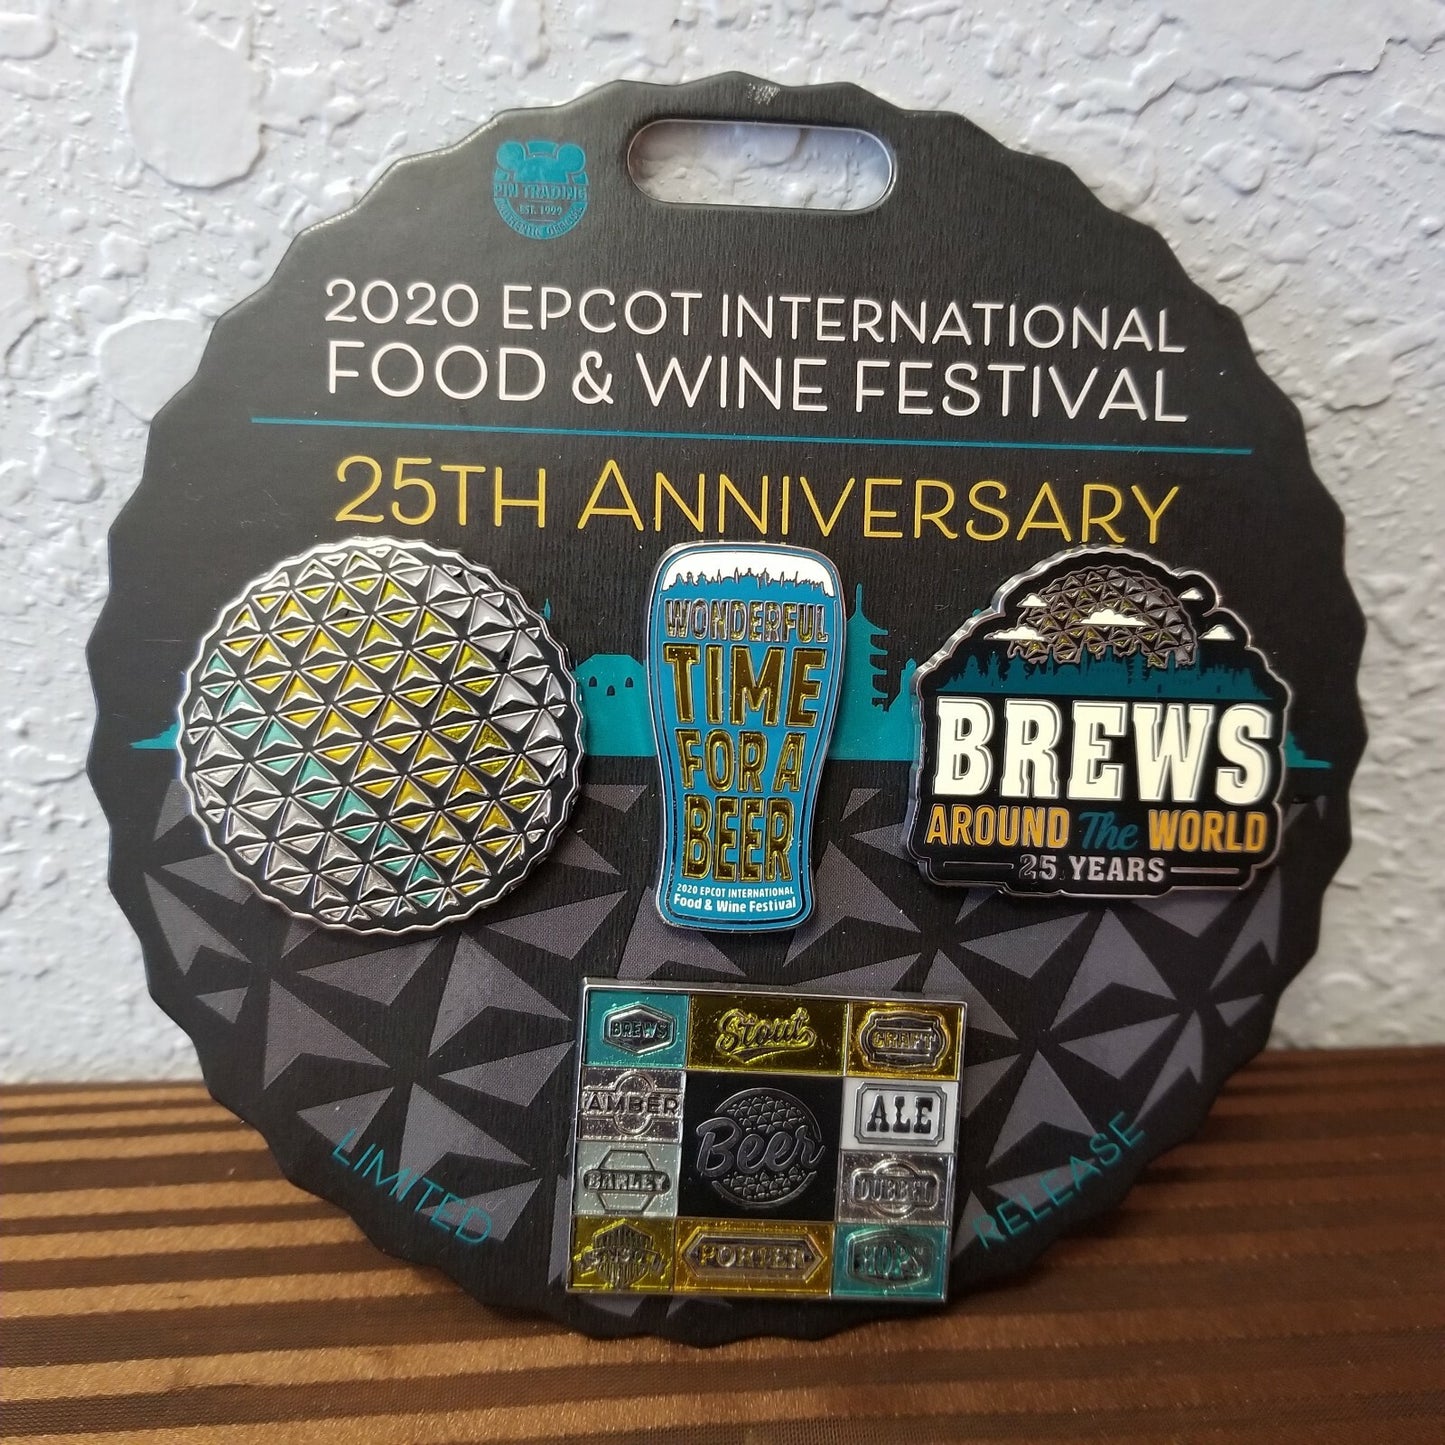 PIN TRADING
EST. 1999
2020 EPCOT INTERNATIONAL
FOOD & WINE FESTIVAL
25TH ANNIVERSARY
WONDERFUL
TIME
FOR A
BEER
2020 EPCOT INTERNATIONAL
Food & Wine Festival
BREWS
AROUND The WORLD
25 YEARS
BREWS
Stout
CRAFT
AMBER
Beer
ALE
BARLEY
DUBBEL
PORTER
HOPS
LIMITED
RELEASE